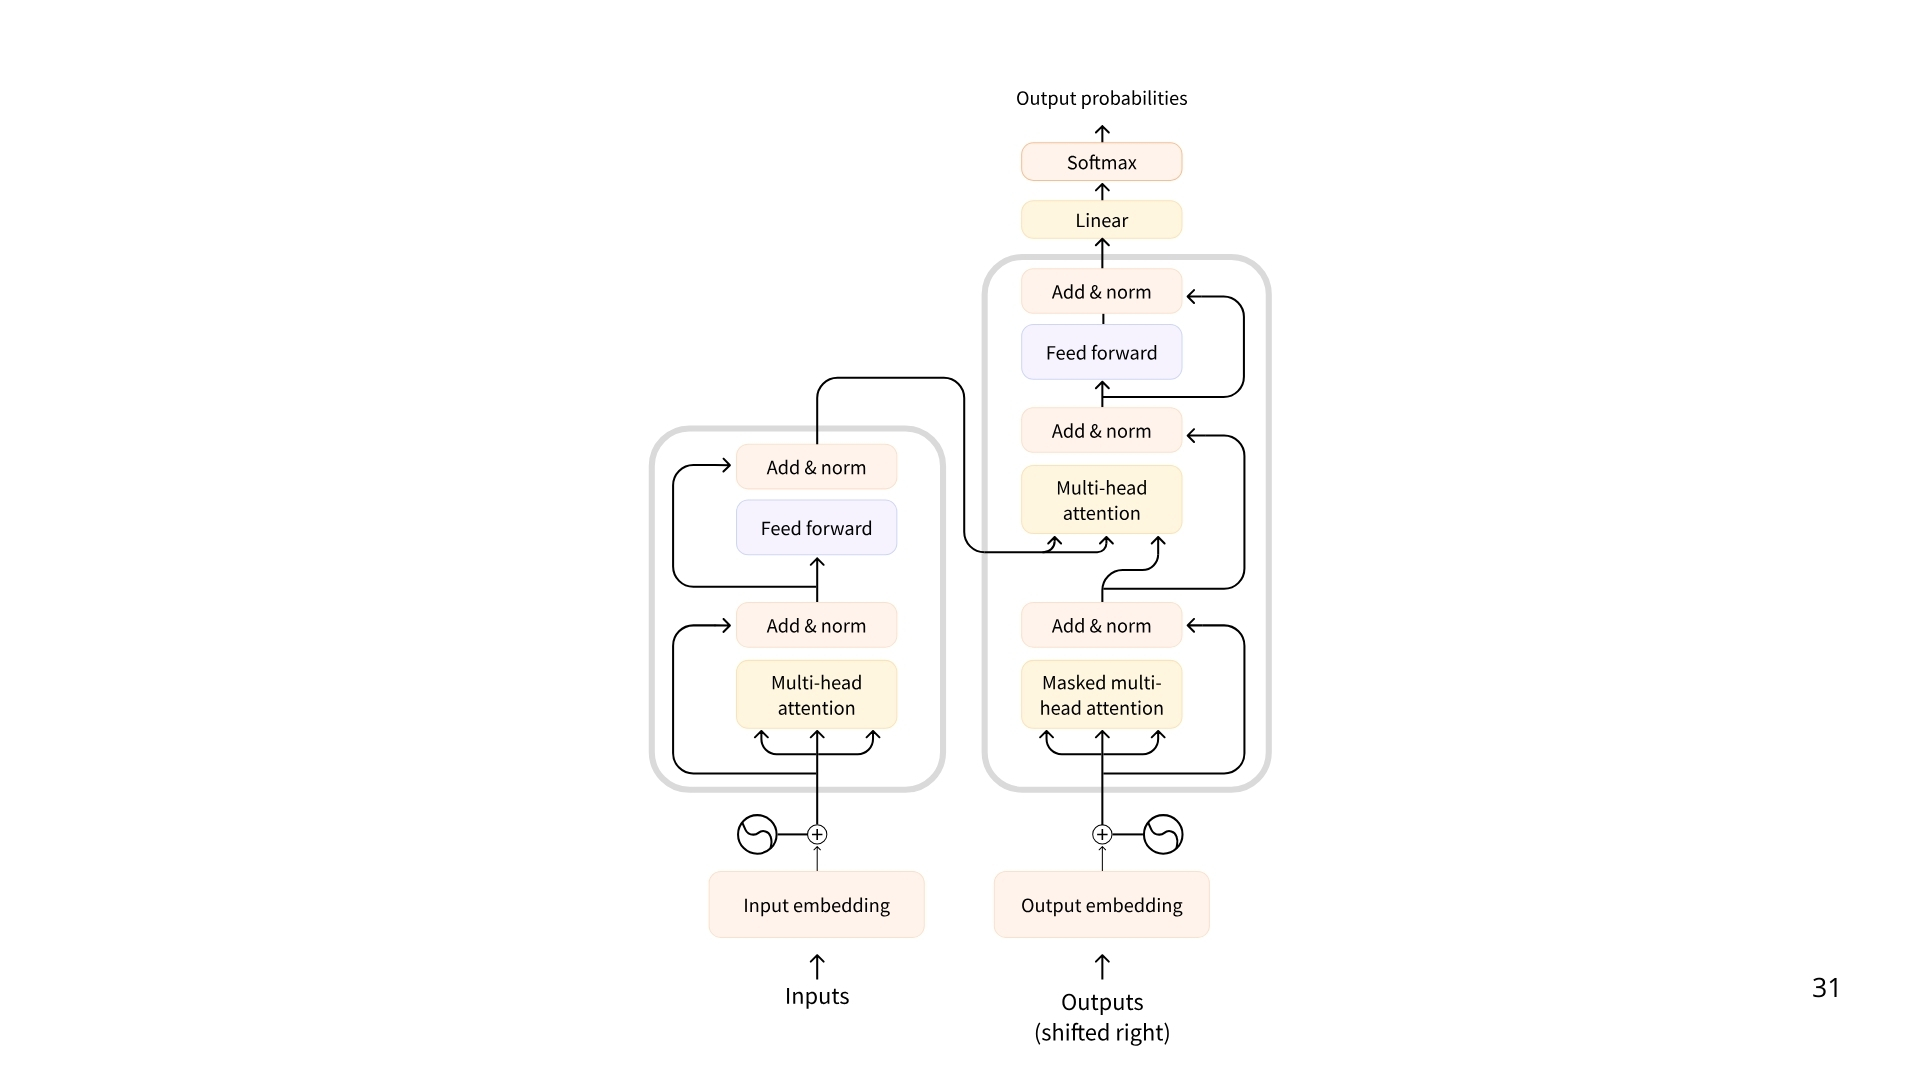 Output probabilities
Softmax
Linear
Add & norm
Feed forward
Add & norm
Multi-head
attention
Add & norm
Masked multi-
head attention
Output embedding
Outputs
(shifted right)
Add & norm
Feed forward
Add & norm
Multi-head
attention
Input embedding
Inputs
31